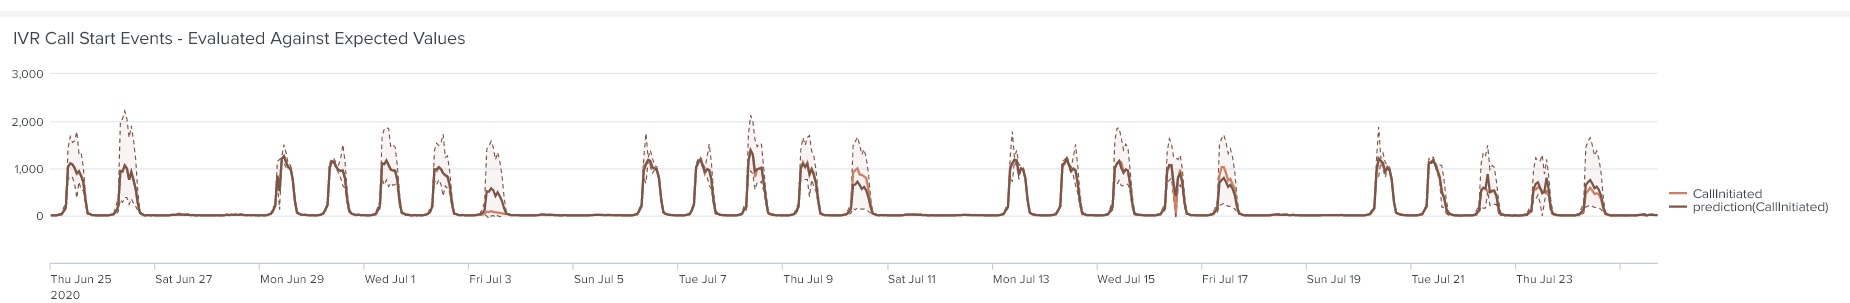 IVR Call Start Events - Evaluated Against Expected Values
3,000
2,000
1,000
0
CallInitiated
prediction(CallInitiated)
Thu Jun 25 Sat Jun 27 Mon Jun 29 Wed Jul 1 Fri Jul 3 Sun Jul 5 Tue Jul 7 Thu Jul 9 Sat Jul 11 Mon Jul 13 Wed Jul 15 Fri Jul 17 Sun Jul 19 Tue Jul 21 Thu Jul 23
2020